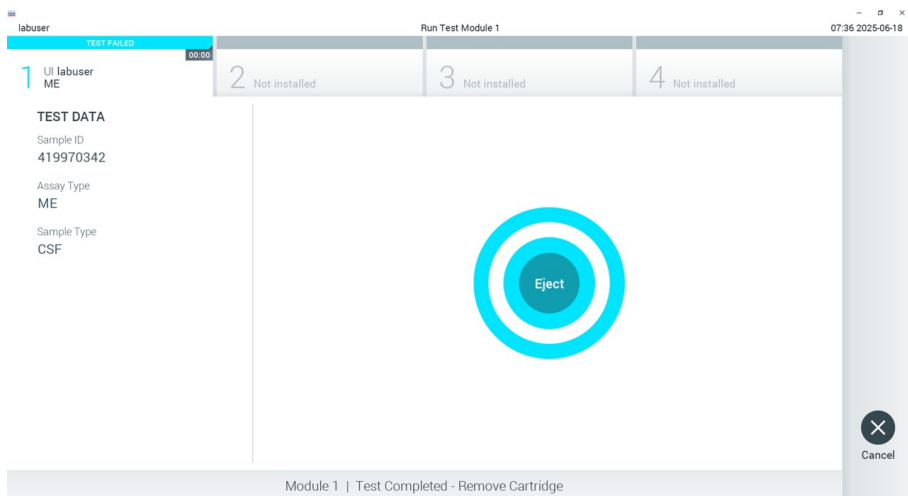 labuser
Run Test Module 1
07:36 2025-06-18
TEST FAILED
00:00
1
UI labuser
ME
2 Not installed
3 Not installed
4 Not installed
TEST DATA
Sample ID
419970342
Assay Type
ME
Sample Type
CSF
Eject
Cancel
Module 1 | Test Completed - Remove Cartridge